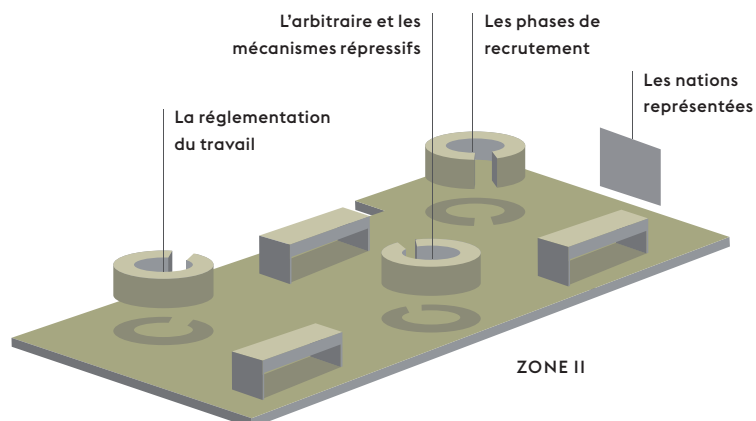 L’arbitraire et les
mécanismes répressifs
Les phases de
recrutement
Les nations
représentées
La réglementation
du travail
ZONE II